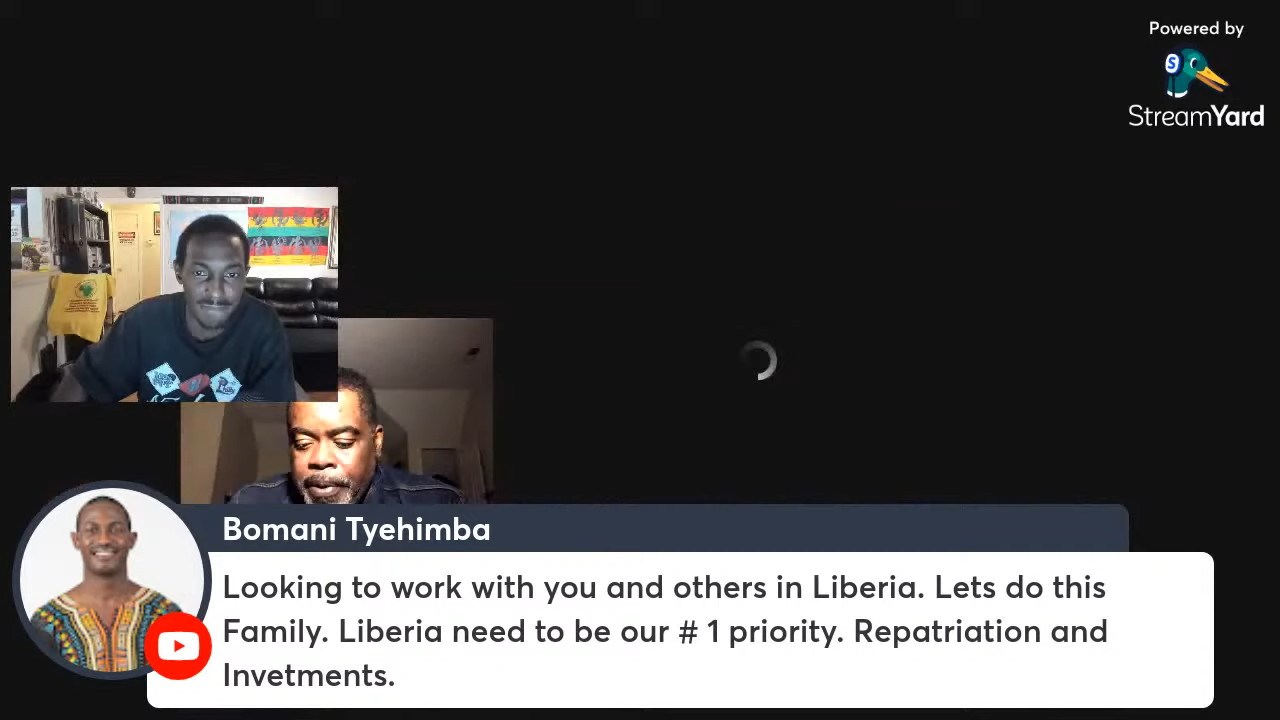 Powered by
S
StreamYard
Bomani Tyehimba
Looking to work with you and others in Liberia. Lets do this
Family. Liberia need to be our # 1 priority. Repatriation and
Invetments.